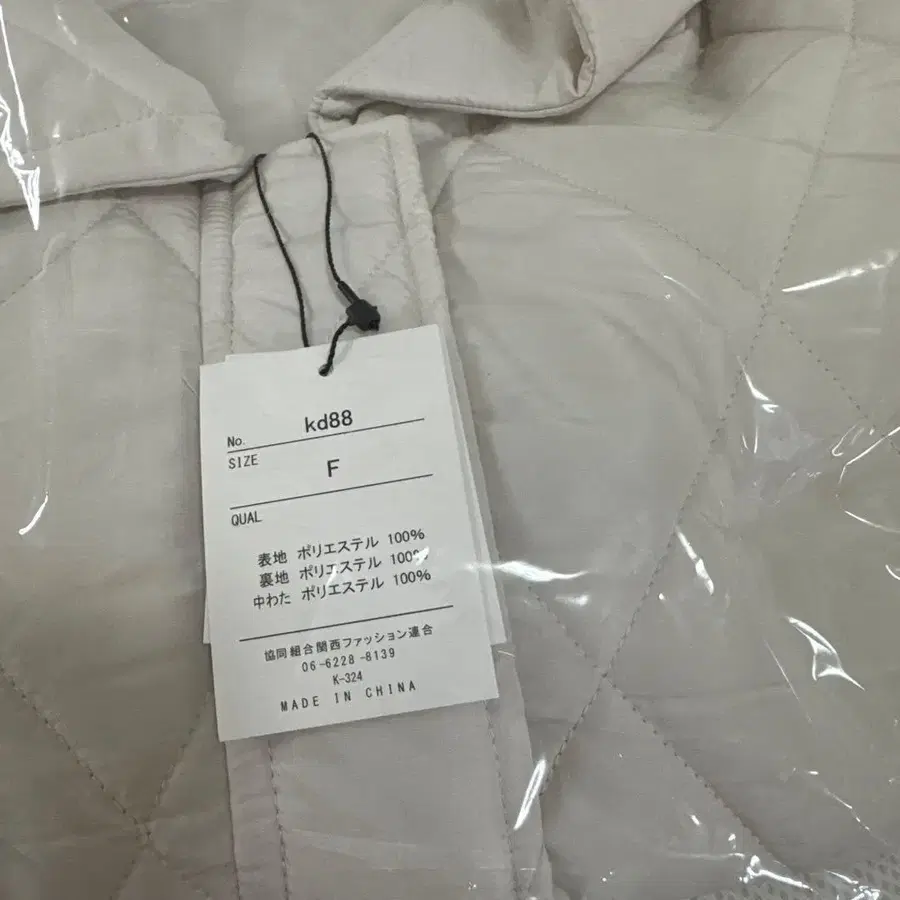 No. kd88
SIZE
F
QUAL
表地 ポリエステル 100%
裏地 ポリエステル 100%
中わた ポリエステル 100%
協同組合関西ファッション連合
06-6228-8139
K-324
MADE IN CHINA